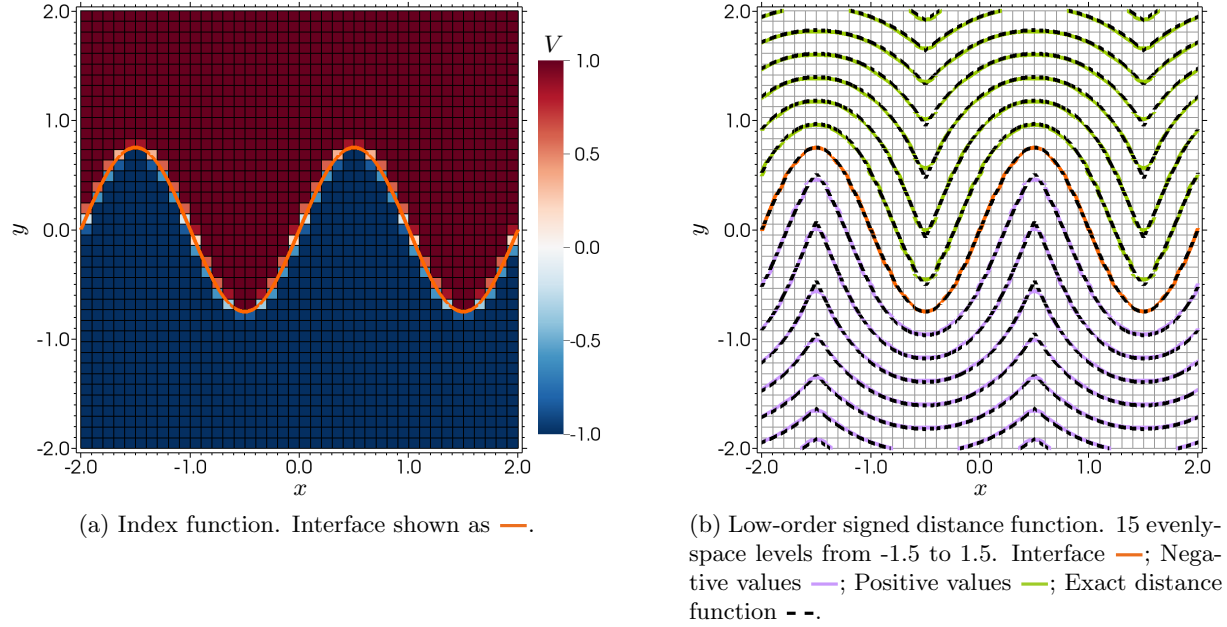 2.0
1.0
0.0
-1.0
-2.0
y
-2.0 -1.0 0.0 1.0 2.0
x
V
1.0
0.5
0.0
-0.5
-1.0
(a) Index function. Interface shown as —.
2.0
1.0
0.0
-1.0
-2.0
y
-2.0 -1.0 0.0 1.0 2.0
x
(b) Low-order signed distance function. 15 evenly-
space levels from -1.5 to 1.5. Interface —; Nega-
tive values —; Positive values —; Exact distance
function - -.